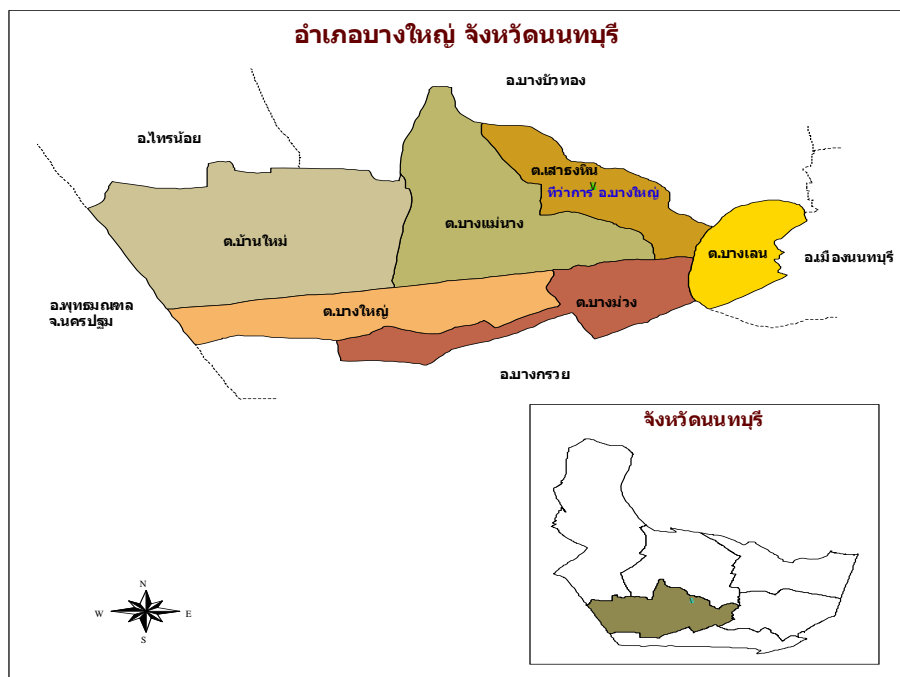 อำเภอบางใหญ่ จังหวัดนนทบุรี
อ.บางบัวทอง
อ.ไทรน้อย
ต.เสาธงหิน
ที่ว่าการ อ.บางใหญ่
ต.บางแม่นาง
ต.บ้านใหม่
ต.บางเลน
อ.เมืองนนทบุรี
อ.พุทธมณฑล
จ.นครปฐม
ต.บางใหญ่
ต.บางม่วง
อ.บางกรวย
จังหวัดนนทบุรี
N
W E
S